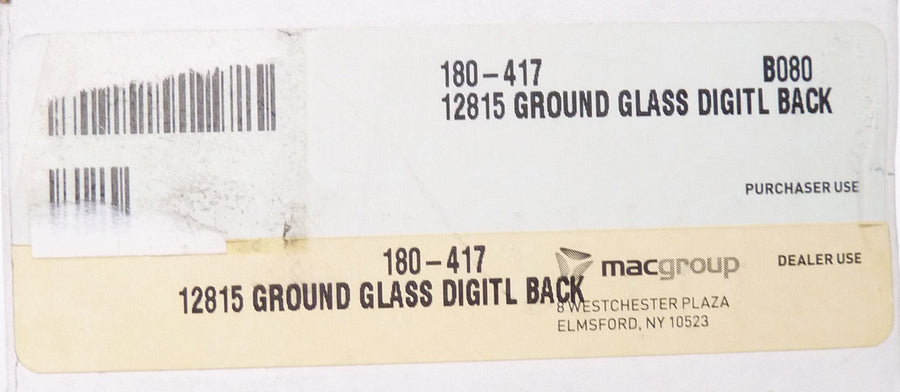 180-417 B080
12815 GROUND GLASS DIGITL BACK
PURCHASER USE
180-417
12815 GROUND GLASS DIGITL BACK
macgroup
DEALER USE
8 WESTCHESTER PLAZA
ELMSFORD, NY 10523